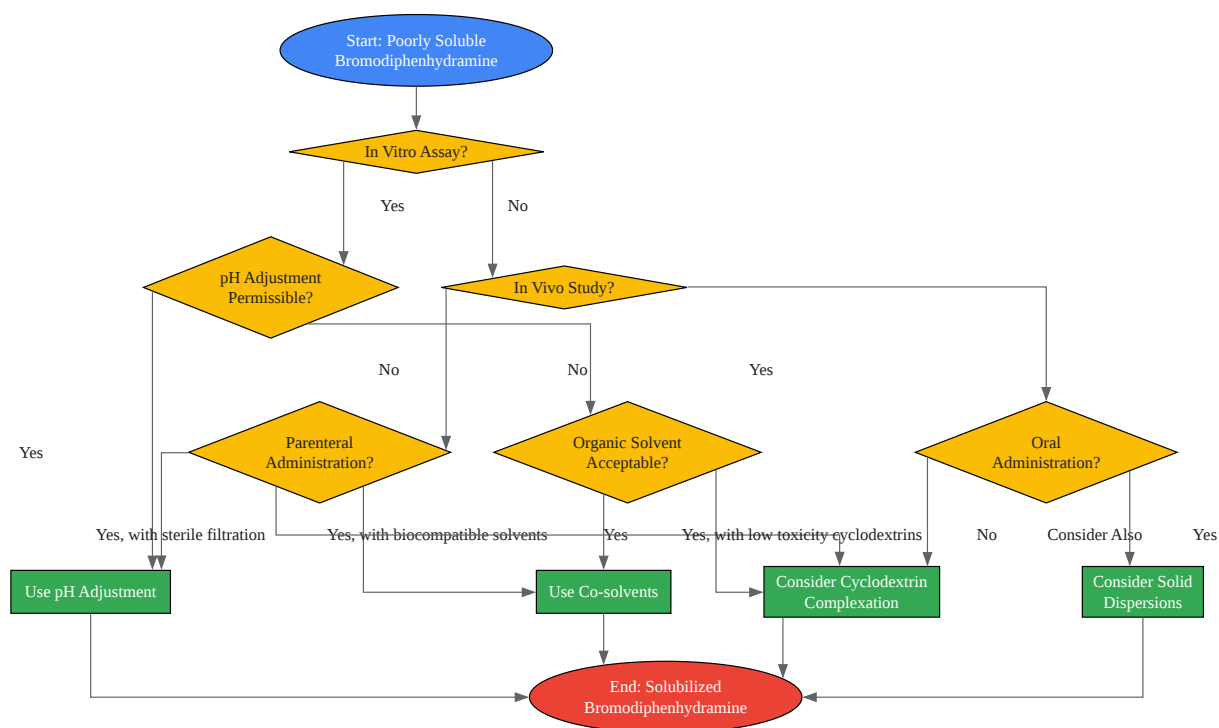 Start: Poorly Soluble
Bromodiphenhydramine
In Vitro Assay?
Yes
No
pH Adjustment
Permissible?
In Vivo Study?
No
No
Yes
Parenteral
Administration?
Organic Solvent
Acceptable?
Oral
Administration?
Yes
Yes, with sterile filtration
Yes, with biocompatible solvents
Yes
Yes, with low toxicity cyclodextrins
No
Consider Also
Yes
Use pH Adjustment
Use Co-solvents
Consider Cyclodextrin
Complexation
Consider Solid
Dispersions
End: Solubilized
Bromodiphenhydramine